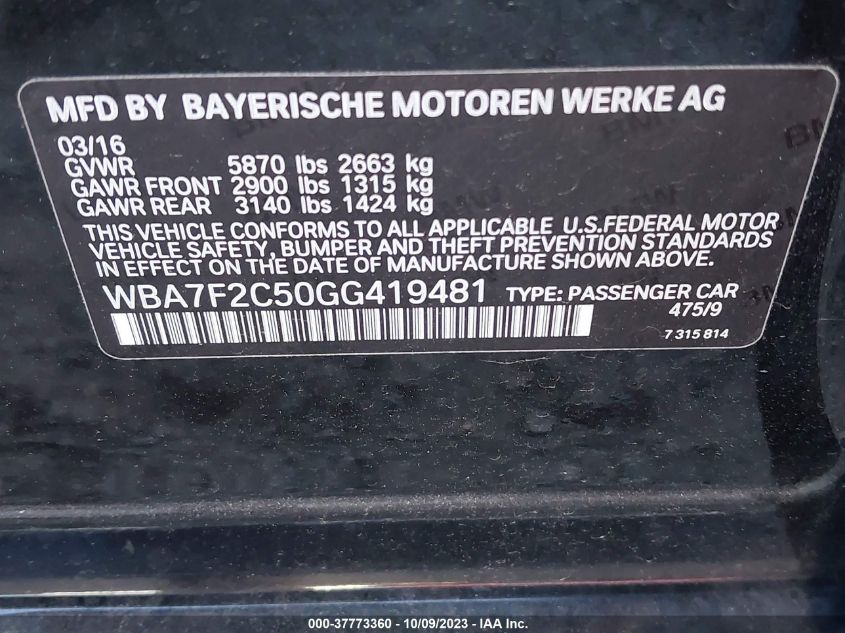 MFD BY BAYERISCHE MOTOREN WERKE AG
03/16
GVWR 5870 lbs 2663 kg
GAWR FRONT 2900 lbs 1315 kg
GAWR REAR 3140 lbs 1424 kg
THIS VEHICLE CONFORMS TO ALL APPLICABLE U.S.FEDERAL MOTOR
VEHICLE SAFETY, BUMPER AND THEFT PREVENTION STANDARDS
IN EFFECT ON THE DATE OF MANUFACTURE SHOWN ABOVE.
WBA7F2C50GG419481 TYPE: PASSENGER CAR
475/9
7 315 814
000-37773360 - 10/09/2023 - IAA Inc.